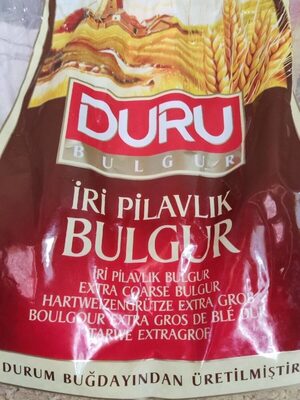 DURU
BULGUR
İRİ PİLAVLIK
BULGUR
İRİ PİLAVLIK BULGUR
EXTRA COARSE BULGUR
HARTWEIZENGRÜTZE EXTRA GROB
BOULGOUR EXTRA GROS DE BLÉ DUR
TARWE EXTRAGROF
DURUM BUĞDAYINDAN ÜRETİLMİŞTİ